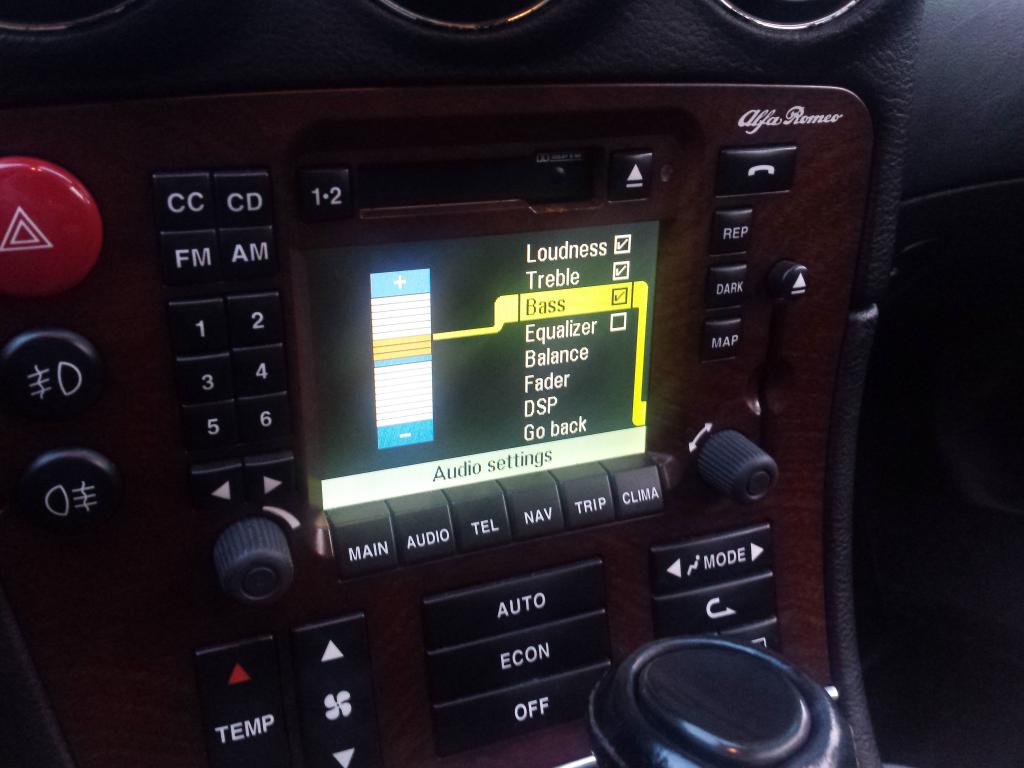 Alfa Romeo
CC CD
FM AM
1•2
REP
DARK
MAP
1 2
3 4
5 6
+
-
Loudness
Treble
Bass
Equalizer
Balance
Fader
DSP
Go back
Audio settings
MAIN AUDIO TEL NAV TRIP CLIMA
MODE
AUTO
ECON
OFF
TEMP